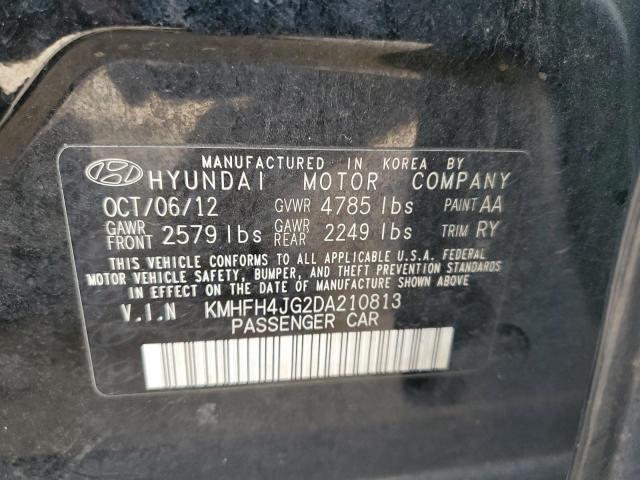 MANUFACTURED IN KOREA BY
HYUNDAI MOTOR COMPANY
OCT/06/12 GVWR 4785 lbs PAINT AA
GAWR FRONT 2579 lbs GAWR REAR 2249 lbs TRIM RY
THIS VEHICLE CONFORMS TO ALL APPLICABLE U.S.A. FEDERAL
MOTOR VEHICLE SAFETY, BUMPER, AND THEFT PREVENTION STANDARDS
IN EFFECT ON THE DATE OF MANUFACTURE SHOWN ABOVE
V.I.N KMHFH4JG2DA210813
PASSENGER CAR